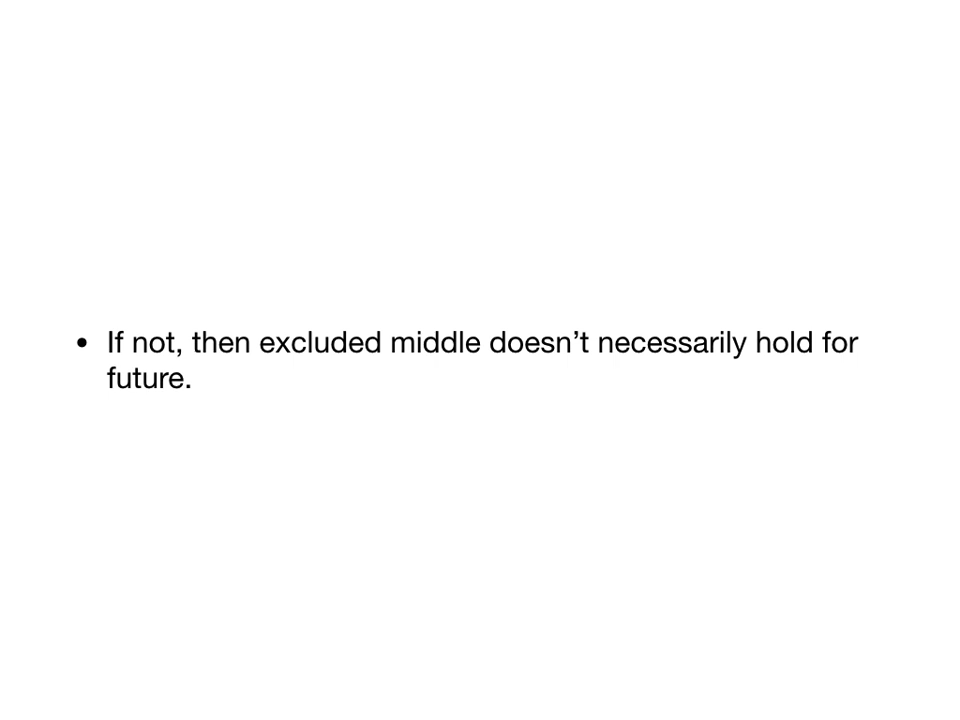 • If not, then excluded middle doesn’t necessarily hold for
future.